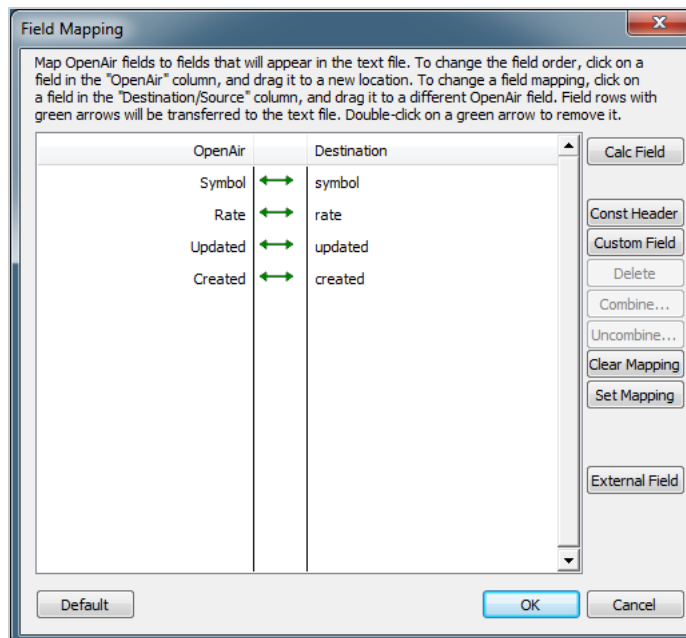 Field Mapping
Map OpenAir fields to fields that will appear in the text file. To change the field order, click on a
field in the "OpenAir" column, and drag it to a new location. To change a field mapping, click on
a field in the "Destination/Source" column, and drag it to a different OpenAir field. Field rows with
green arrows will be transferred to the text file. Double-click on a green arrow to remove it.
OpenAir Destination
Symbol symbol
Rate rate
Updated updated
Created created
Calc Field
Const Header
Custom Field
Delete
Combine...
Uncombine...
Clear Mapping
Set Mapping
External Field
Default OK Cancel